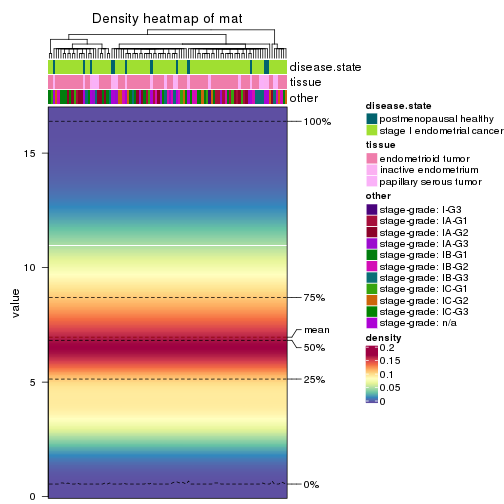 Density heatmap of mat
disease.state
tissue
other
value
15
10
5
0
100%
75%
mean
50%
25%
0%
disease.state
postmenopausal healthy
stage I endometrial cancer
tissue
endometrioid tumor
inactive endometrium
papillary serous tumor
other
stage-grade: I-G3
stage-grade: IA-G1
stage-grade: IA-G2
stage-grade: IA-G3
stage-grade: IB-G1
stage-grade: IB-G2
stage-grade: IB-G3
stage-grade: IC-G1
stage-grade: IC-G2
stage-grade: IC-G3
stage-grade: n/a
density
0.2
0.15
0.1
0.05
0